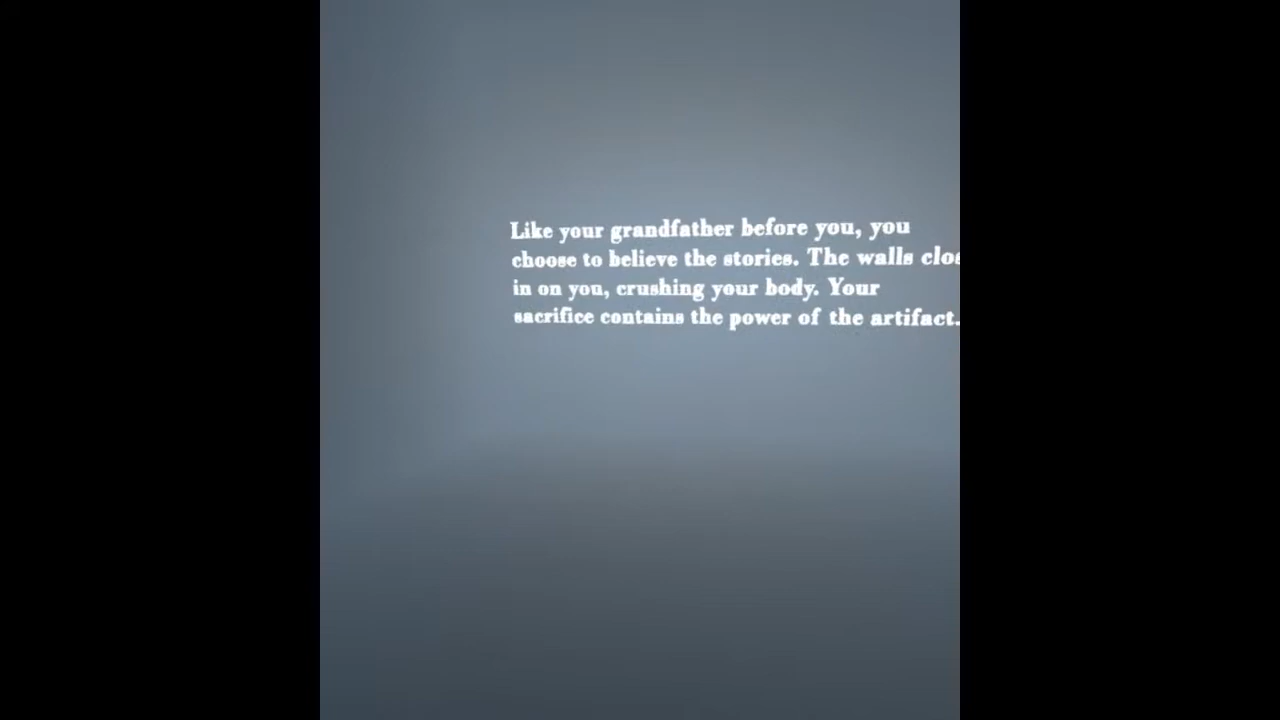 Like your grandfather before you, you
choose to believe the stories. The walls clos
in on you, crushing your body. Your
sacrifice contains the power of the artifact.